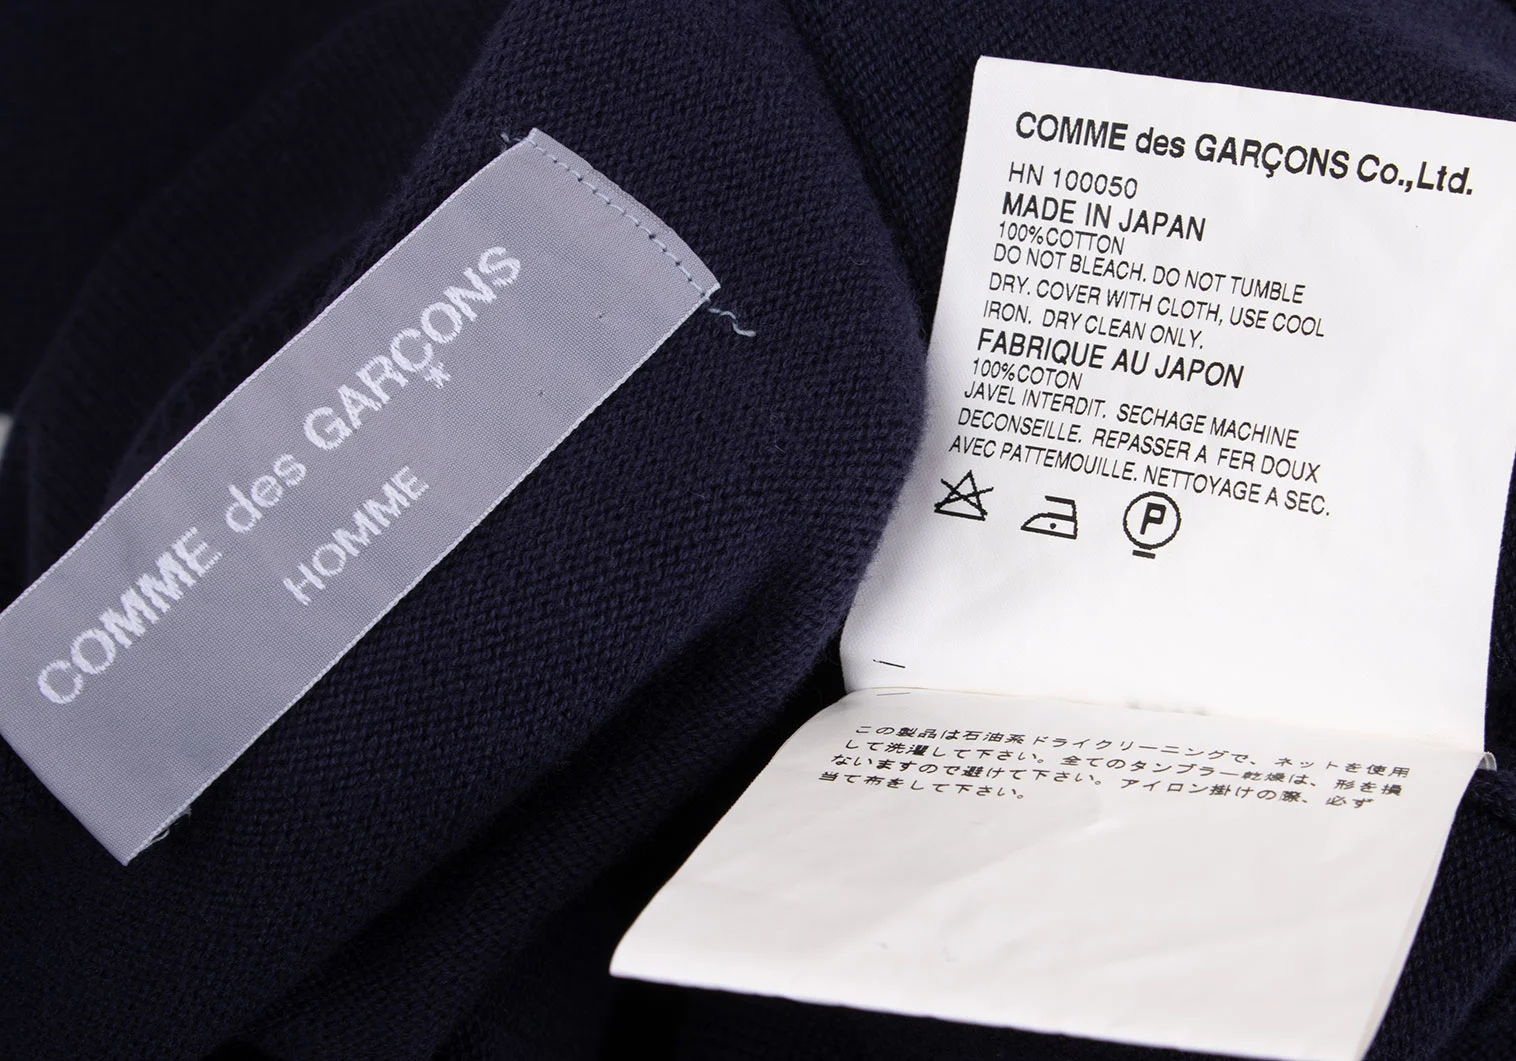 COMME des GARÇONS
HOMME
COMME des GARÇONS Co.,Ltd.
HN 100050
MADE IN JAPAN
100%COTTON
DO NOT BLEACH. DO NOT TUMBLE
DRY. COVER WITH CLOTH, USE COOL
IRON. DRY CLEAN ONLY.
FABRIQUE AU JAPON
100%COTON
JAVEL INTERDIT. SECHAGE MACHINE
DECONSEILLE. REPASSER A FER DOUX
AVEC PATTEMOUILLE. NETTOYAGE A SEC.
P
この製品は石油系ドライクリーニングで、ネットを使用
して洗濯して下さい。全てのタンブラー乾燥は、形を損
ないますので避けて下さい。アイロン掛けの際、必ず
当て布をして下さい。